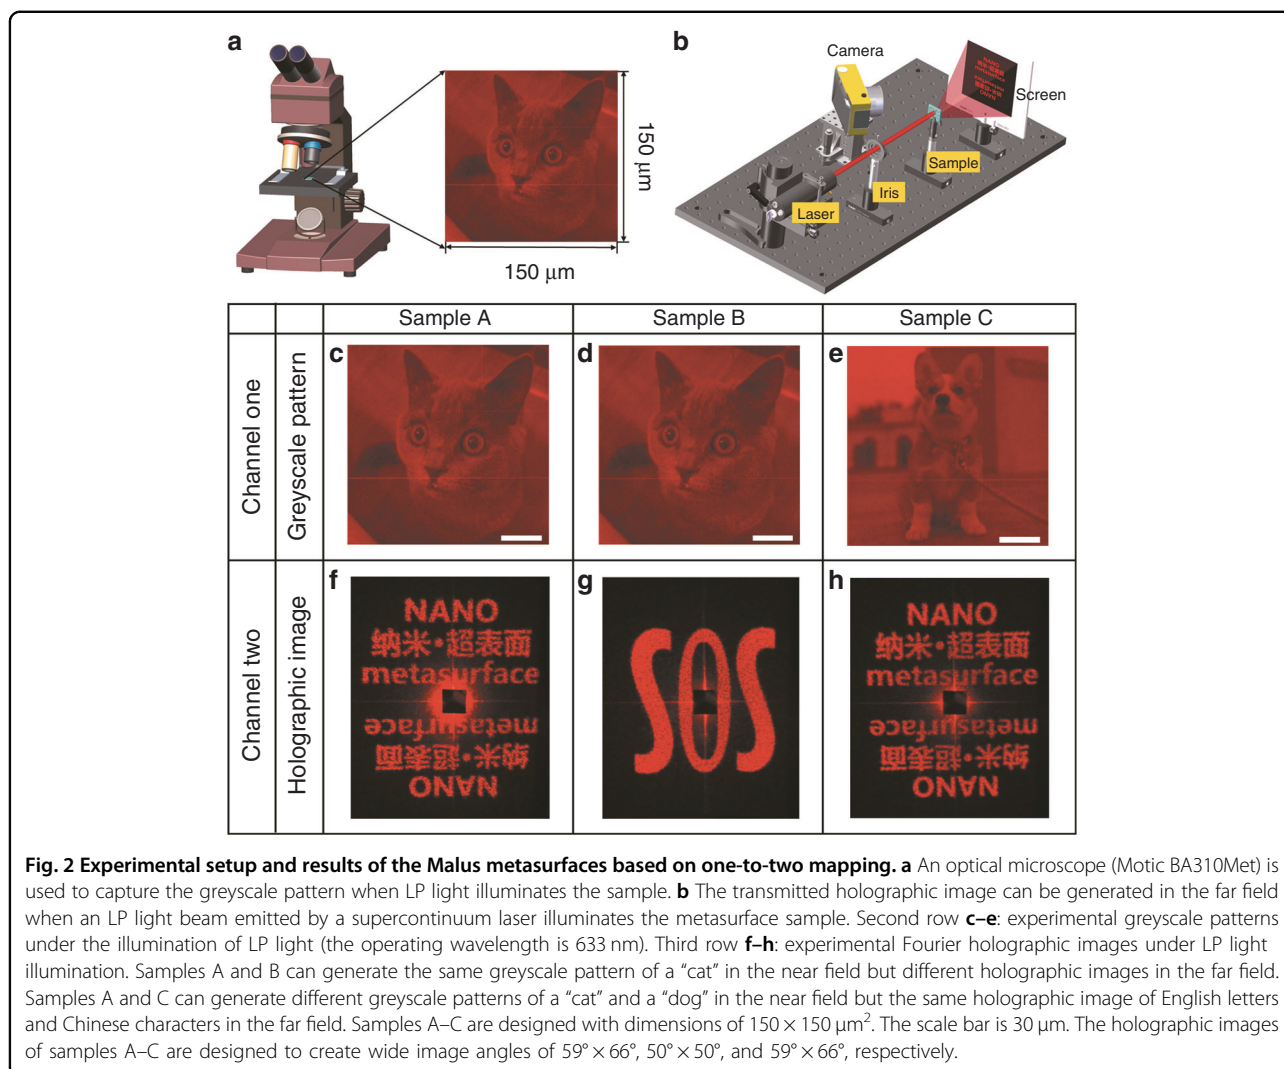 a
150 μm
150 μm
b
Camera
NANO
metasurface
Screen
Sample
Iris
Laser
Sample A
Sample B
Sample C
Channel one
Greyscale pattern
c
d
e
Channel two
Holographic image
f
NANO
纳米·超表面
metasurface
metasurface
纳米·超表面
NANO
g
SOS
h
NANO
纳米·超表面
metasurface
metasurface
纳米·超表面
NANO
Fig. 2 Experimental setup and results of the Malus metasurfaces based on one-to-two mapping. a An optical microscope (Motic BA310Met) is
used to capture the greyscale pattern when LP light illuminates the sample. b The transmitted holographic image can be generated in the far field
when an LP light beam emitted by a supercontinuum laser illuminates the metasurface sample. Second row c–e: experimental greyscale patterns
under the illumination of LP light (the operating wavelength is 633 nm). Third row f–h: experimental Fourier holographic images under LP light
illumination. Samples A and B can generate the same greyscale pattern of a “cat” in the near field but different holographic images in the far field.
Samples A and C can generate different greyscale patterns of a “cat” and a “dog” in the near field but the same holographic image of English letters
and Chinese characters in the far field. Samples A–C are designed with dimensions of 150 × 150 μm². The scale bar is 30 μm. The holographic images
of samples A–C are designed to create wide image angles of 59° × 66°, 50° × 50°, and 59° × 66°, respectively.